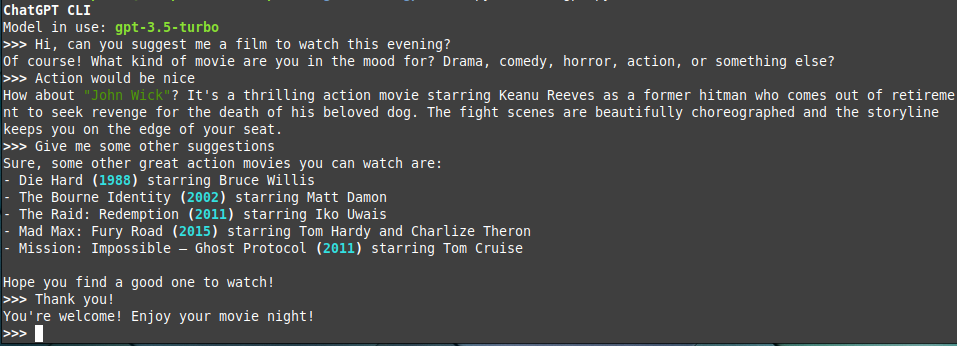 ChatGPT CLI
Model in use: gpt-3.5-turbo
>>> Hi, can you suggest me a film to watch this evening?
Of course! What kind of movie are you in the mood for? Drama, comedy, horror, action, or something else?
>>> Action would be nice
How about "John Wick"? It's a thrilling action movie starring Keanu Reeves as a former hitman who comes out of retireme
nt to seek revenge for the death of his beloved dog. The fight scenes are beautifully choreographed and the storyline
keeps you on the edge of your seat.
>>> Give me some other suggestions
Sure, some other great action movies you can watch are:
- Die Hard (1988) starring Bruce Willis
- The Bourne Identity (2002) starring Matt Damon
- The Raid: Redemption (2011) starring Iko Uwais
- Mad Max: Fury Road (2015) starring Tom Hardy and Charlize Theron
- Mission: Impossible – Ghost Protocol (2011) starring Tom Cruise

Hope you find a good one to watch!
>>> Thank you!
You're welcome! Enjoy your movie night!
>>>